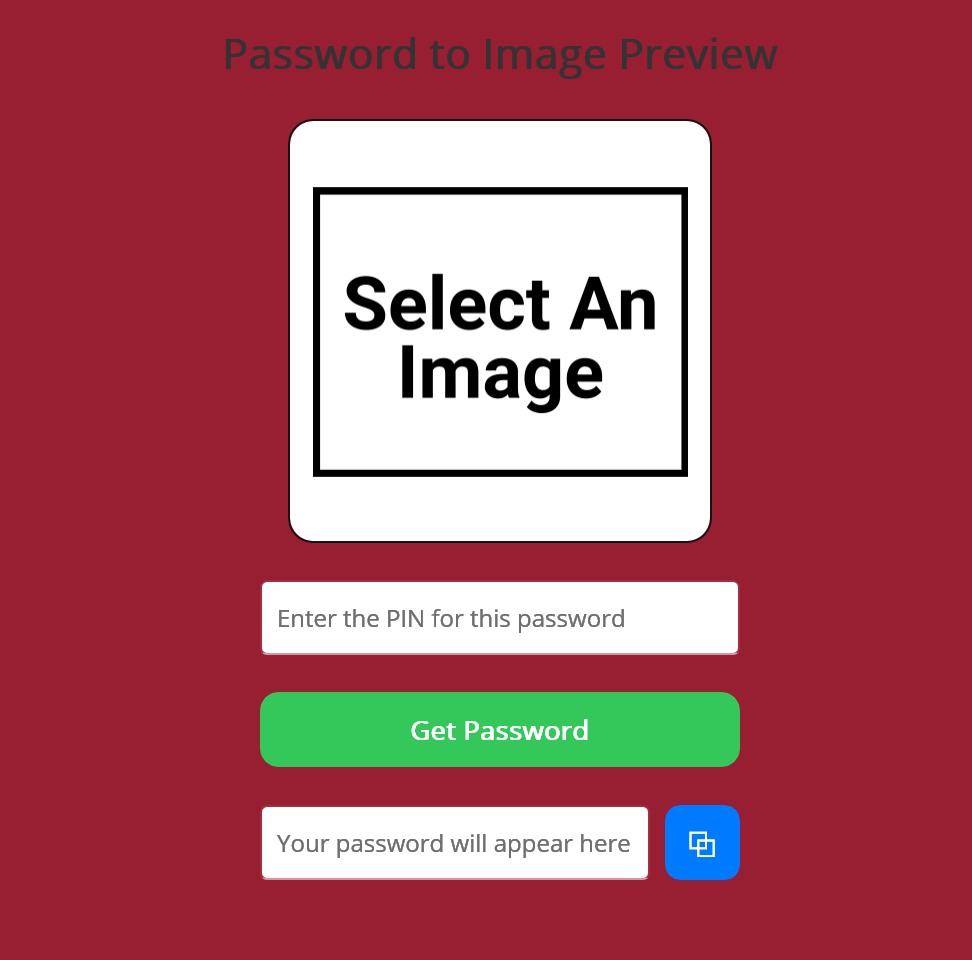 Password to Image Preview
Select An
Image
Enter the PIN for this password
Get Password
Your password will appear here